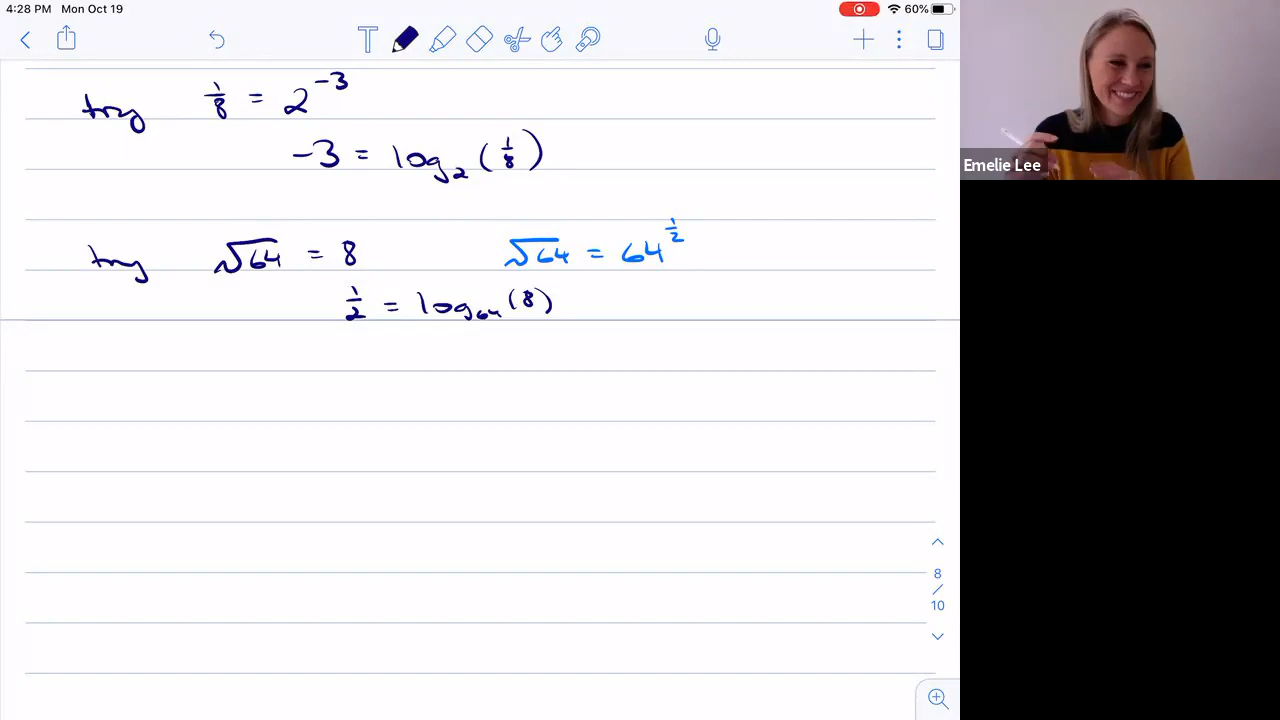 4:28 PM Mon Oct 19
60%
T
Emelie Lee
try 1/8 = 2^-3
-3 = log_2 (1/8)
try √64 = 8 √64 = 64^1/2
1/2 = log_64 (8)
8
/
10